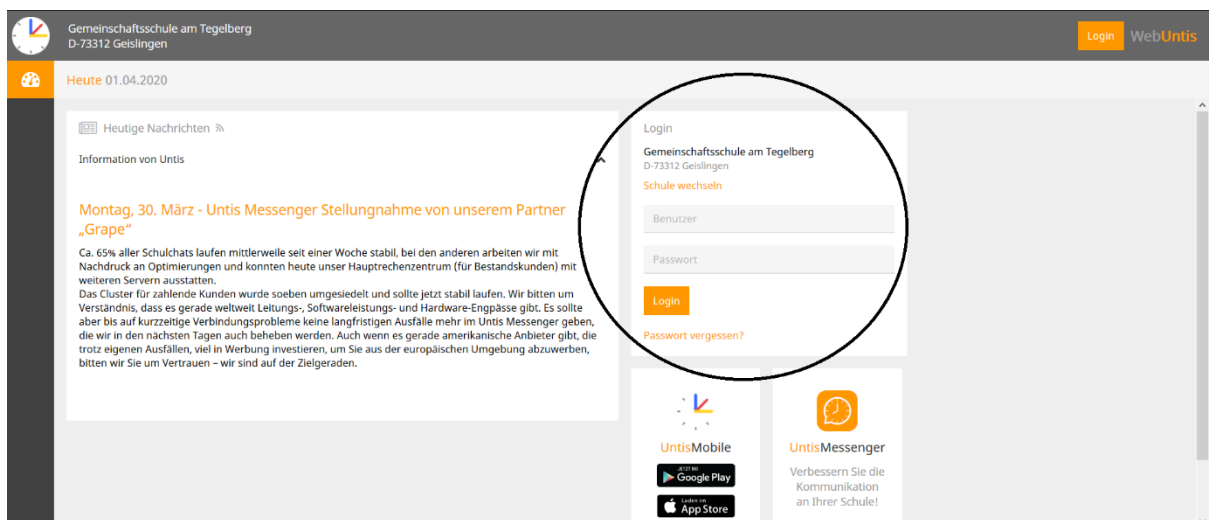 Gemeinschaftsschule am Tegelberg
D-73312 Geislingen
Login WebUntis
Heute 01.04.2020
Heutige Nachrichten
Information von Untis
Montag, 30. März - Untis Messenger Stellungnahme von unserem Partner
„Grape“
Ca. 65% aller Schulchats laufen mittlerweile seit einer Woche stabil, bei den anderen arbeiten wir mit
Nachdruck an Optimierungen und konnten heute unser Hauptrechenzentrum (für Bestandskunden) mit
weiteren Servern ausstatten.
Das Cluster für zahlende Kunden wurde soeben umgesiedelt und sollte jetzt stabil laufen. Wir bitten um
Verständnis, dass es gerade weltweit Leitungs-, Softwareleistungs- und Hardware-Engpässe gibt. Es sollte
aber bis auf kurzzeitige Verbindungsprobleme keine langfristigen Ausfälle mehr im Untis Messenger geben,
die wir in den nächsten Tagen auch beheben werden. Auch wenn es gerade amerikanische Anbieter gibt, die
trotz eigenen Ausfällen, viel in Werbung investieren, um Sie aus der europäischen Umgebung abzuwerben,
bitten wir Sie um Vertrauen – wir sind auf der Zielgeraden.
Login
Gemeinschaftsschule am Tegelberg
D-73312 Geislingen
Schule wechseln
Benutzer
Passwort
Login
Passwort vergessen?
UntisMobile
JETZT BEI
Google Play
Laden im
App Store
UntisMessenger
Verbessern Sie die
Kommunikation
an Ihrer Schule!